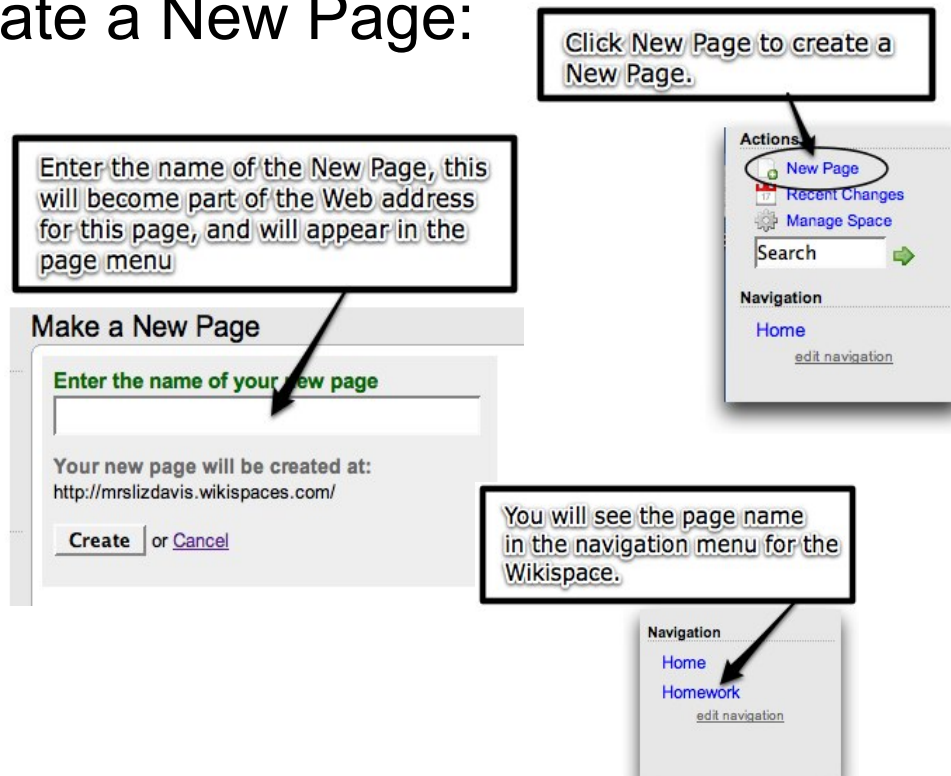 ate a New Page:
Click New Page to create a
New Page.
Actions
New Page
17
Recent Changes
Manage Space
Search
Navigation
Home
edit navigation
Enter the name of the New Page, this
will become part of the Web address
for this page, and will appear in the
page menu
Make a New Page
Enter the name of your new page
Your new page will be created at:
http://mrslizdavis.wikispaces.com/
Create or Cancel
You will see the page name
in the navigation menu for the
Wikispace.
Navigation
Home
Homework
edit navigation